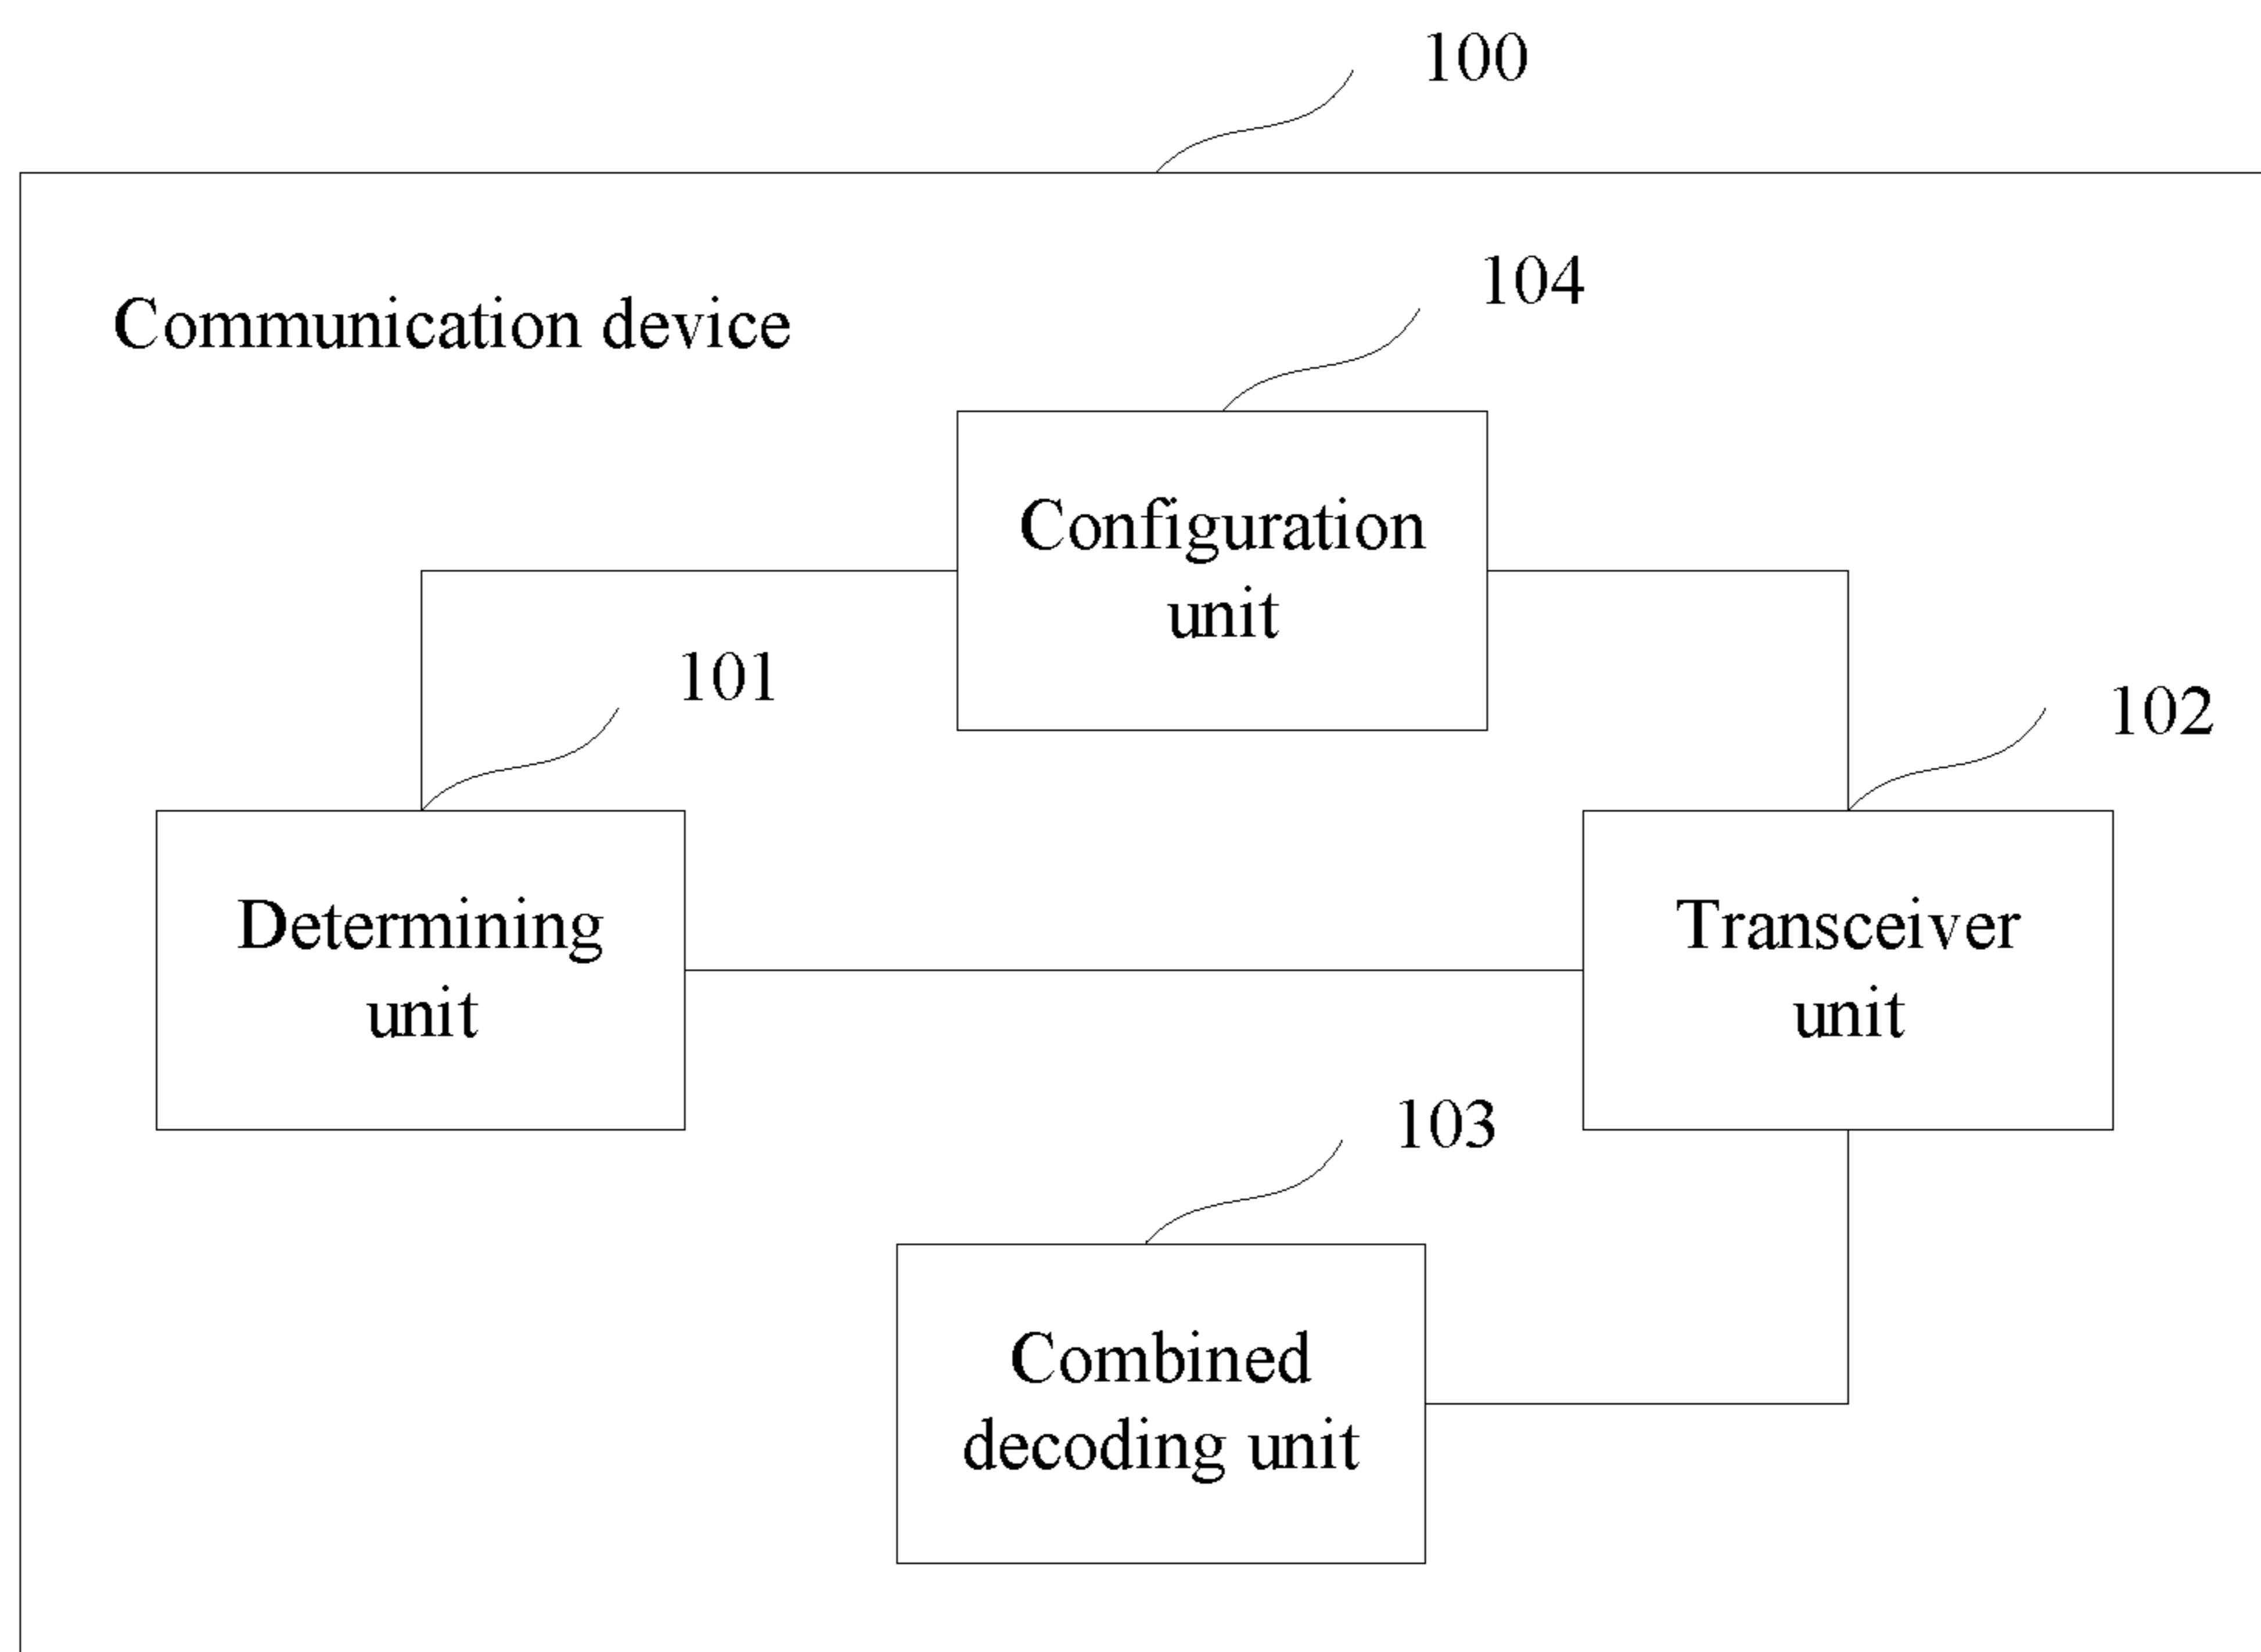 100
Communication device
104
Configuration
unit
101
102
Determining
unit
Transceiver
unit
103
Combined
decoding unit